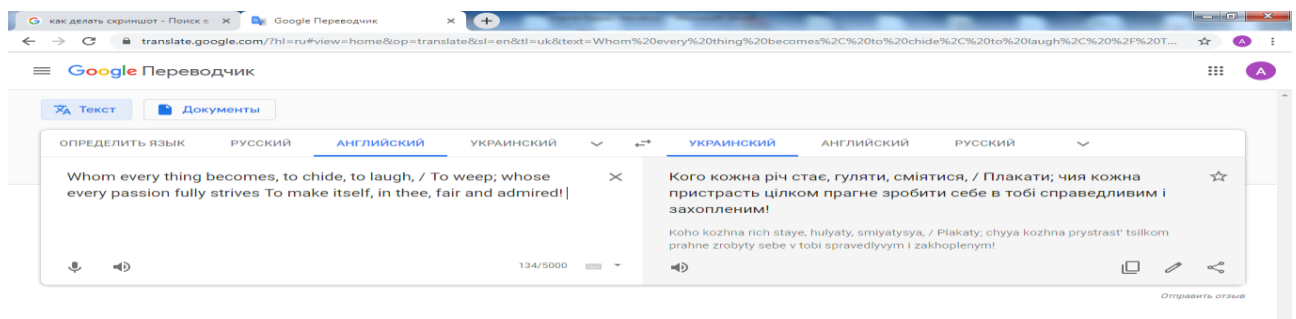 как делать скриншот - Поиск в
Google Переводчик
translate.google.com/?hl=ru#view=home&op=translate&sl=en&tl=uk&text=Whom%20every%20thing%20becomes%2C%20to%20chide%2C%20to%20laugh%2C%20%2F%20T...
A
Google Переводчик
A
Текст
Документы
ОПРЕДЕЛИТЬ ЯЗЫК РУССКИЙ АНГЛИЙСКИЙ УКРАИНСКИЙ
УКРАИНСКИЙ АНГЛИЙСКИЙ РУССКИЙ
Whom every thing becomes, to chide, to laugh, / To weep; whose
every passion fully strives To make itself, in thee, fair and admired!
134/5000
Кого кожна річ стає, гуляти, сміятися, / Плакати; чия кожна
пристрасть цілком прагне зробити себе в тобі справедливим і
захопленим!
Koho kozhna rich staye, hulyaty, smiyatysya, / Plakaty; chyya kozhna prystrast' tsilkom
prahne zrobyty sebe v tobi spravedlyvym i zakhoplenym!
Отправить отзыв